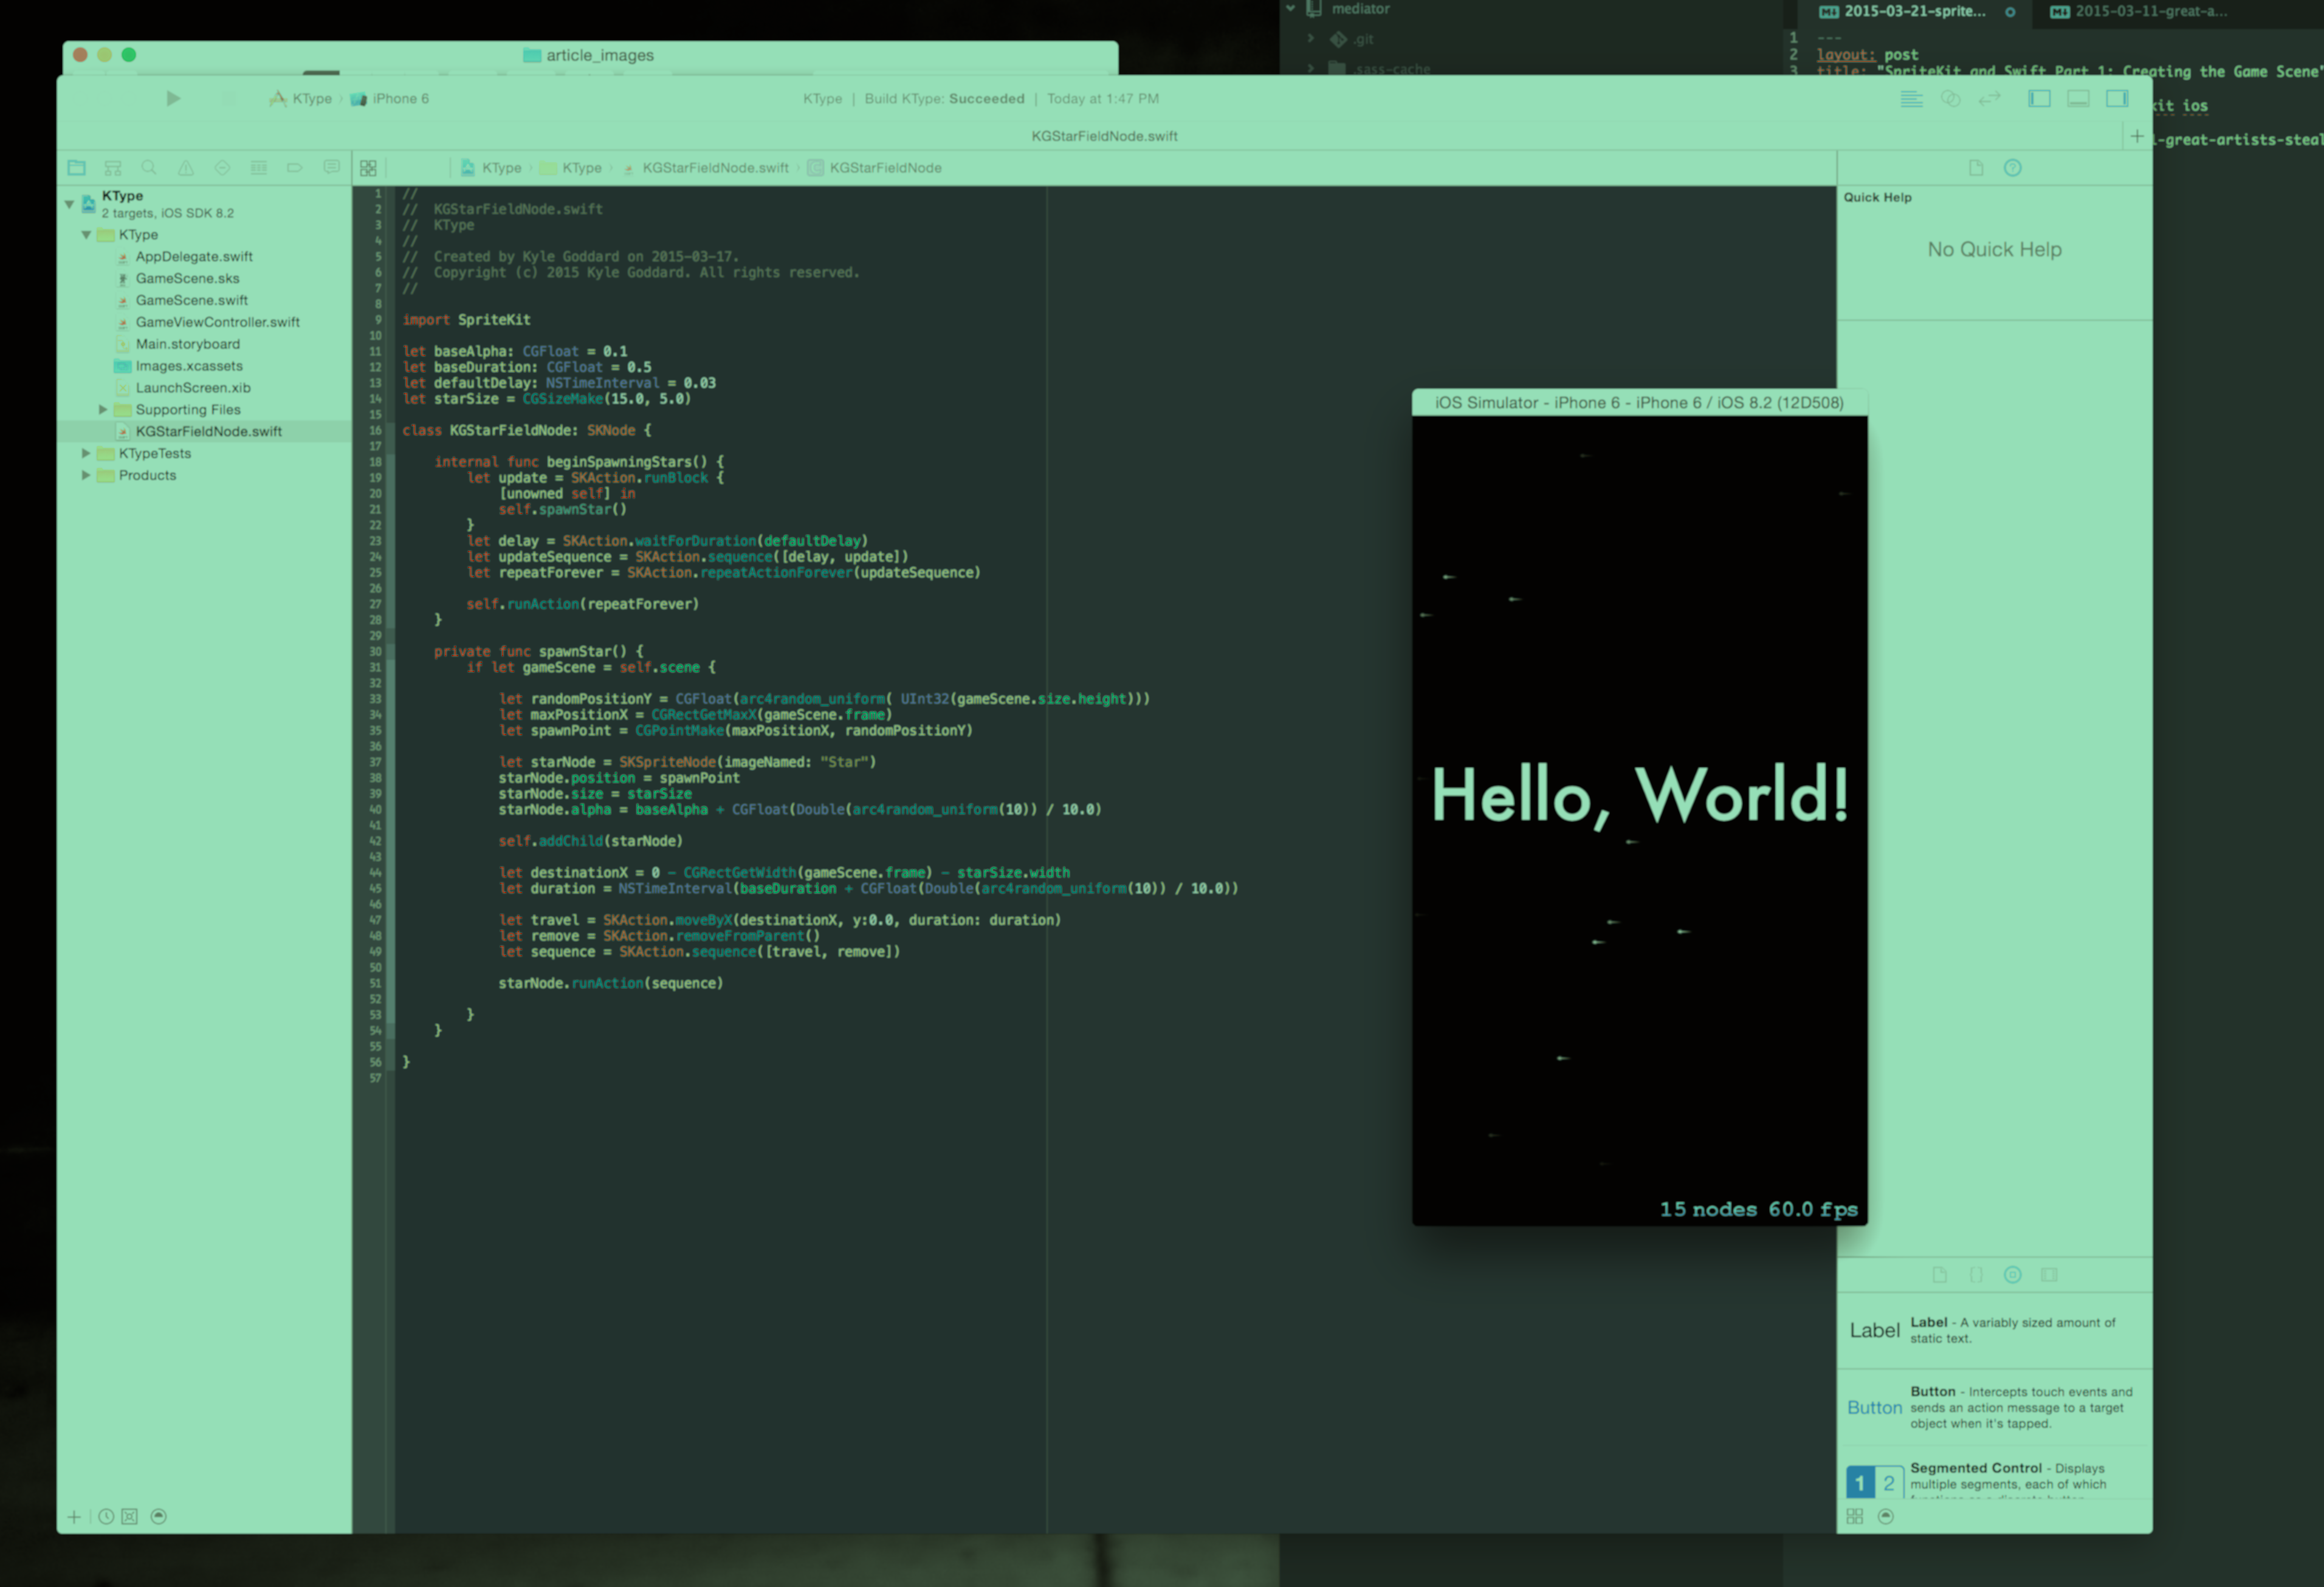 mediator
.git
.sass-cache
2015-03-21-sprite...
2015-03-11-great-a...
1 ---
2 layout: post
3 title: "SpriteKit and Swift Part 1: Creating the Game Scene"
kit ios
-great-artists-steal
article_images
KType
iPhone 6
KType | Build KType: Succeeded | Today at 1:47 PM
KGStarFieldNode.swift
KType
KType
KGStarFieldNode.swift
KGStarFieldNode
KType
2 targets, iOS SDK 8.2
KType
AppDelegate.swift
GameScene.sks
GameScene.swift
GameViewController.swift
Main.storyboard
Images.xcassets
LaunchScreen.xib
Supporting Files
KGStarFieldNode.swift
KTypeTests
Products
1 //
2 //  KGStarFieldNode.swift
3 //  KType
4 //
5 //  Created by Kyle Goddard on 2015-03-17.
6 //  Copyright (c) 2015 Kyle Goddard. All rights reserved.
7 //
8
9 import SpriteKit
10
11 let baseAlpha: CGFloat = 0.1
12 let baseDuration: CGFloat = 0.5
13 let defaultDelay: NSTimeInterval = 0.03
14 let starSize = CGSizeMake(15.0, 5.0)
15
16 class KGStarFieldNode: SKNode {
17
18     internal func beginSpawningStars() {
19         let update = SKAction.runBlock {
20             [unowned self] in
21             self.spawnStar()
22         }
23         let delay = SKAction.waitForDuration(defaultDelay)
24         let updateSequence = SKAction.sequence([delay, update])
25         let repeatForever = SKAction.repeatActionForever(updateSequence)
26
27         self.runAction(repeatForever)
28     }
29
30     private func spawnStar() {
31         if let gameScene = self.scene {
32
33             let randomPositionY = CGFloat(arc4random_uniform( UInt32(gameScene.size.height)))
34             let maxPositionX = CGRectGetMaxX(gameScene.frame)
35             let spawnPoint = CGPointMake(maxPositionX, randomPositionY)
36
37             let starNode = SKSpriteNode(imageNamed: "Star")
38             starNode.position = spawnPoint
39             starNode.size = starSize
40             starNode.alpha = baseAlpha + CGFloat(Double(arc4random_uniform(10)) / 10.0)
41
42             self.addChild(starNode)
43
44             let destinationX = 0 - CGRectGetWidth(gameScene.frame) - starSize.width
45             let duration = NSTimeInterval(baseDuration + CGFloat(Double(arc4random_uniform(10)) / 10.0))
46
47             let travel = SKAction.moveByX(destinationX, y:0.0, duration: duration)
48             let remove = SKAction.removeFromParent()
49             let sequence = SKAction.sequence([travel, remove])
50
51             starNode.runAction(sequence)
52
53         }
54     }
55
56 }
57
iOS Simulator - iPhone 6 - iPhone 6 / iOS 8.2 (12D508)
Hello, World!
15 nodes 60.0 fps
Quick Help
No Quick Help
Label
Label - A variably sized amount of
static text.
Button
Button - Intercepts touch events and
sends an action message to a target
object when it's tapped.
1 2
Segmented Control - Displays
multiple segments, each of which